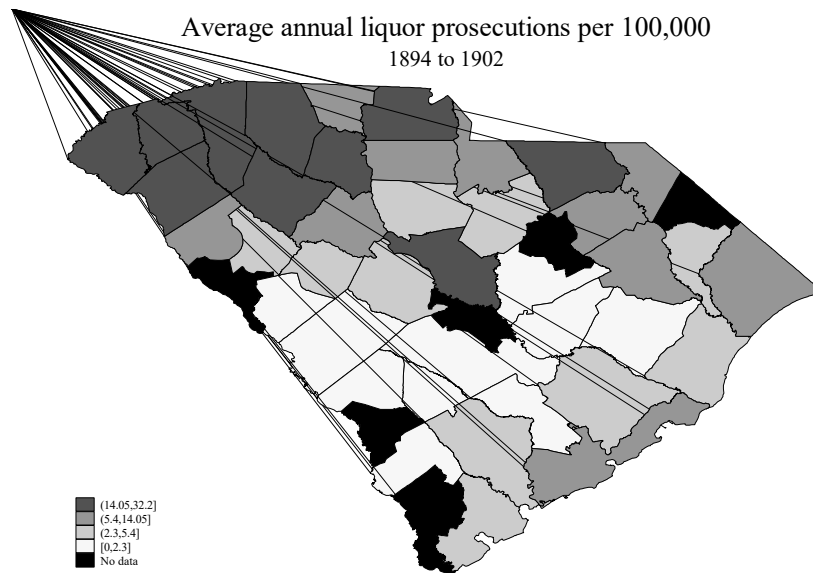 Average annual liquor prosecutions per 100,000
1894 to 1902
(14.05,32.2]
(5.4,14.05]
(2.3,5.4]
[0,2.3]
No data